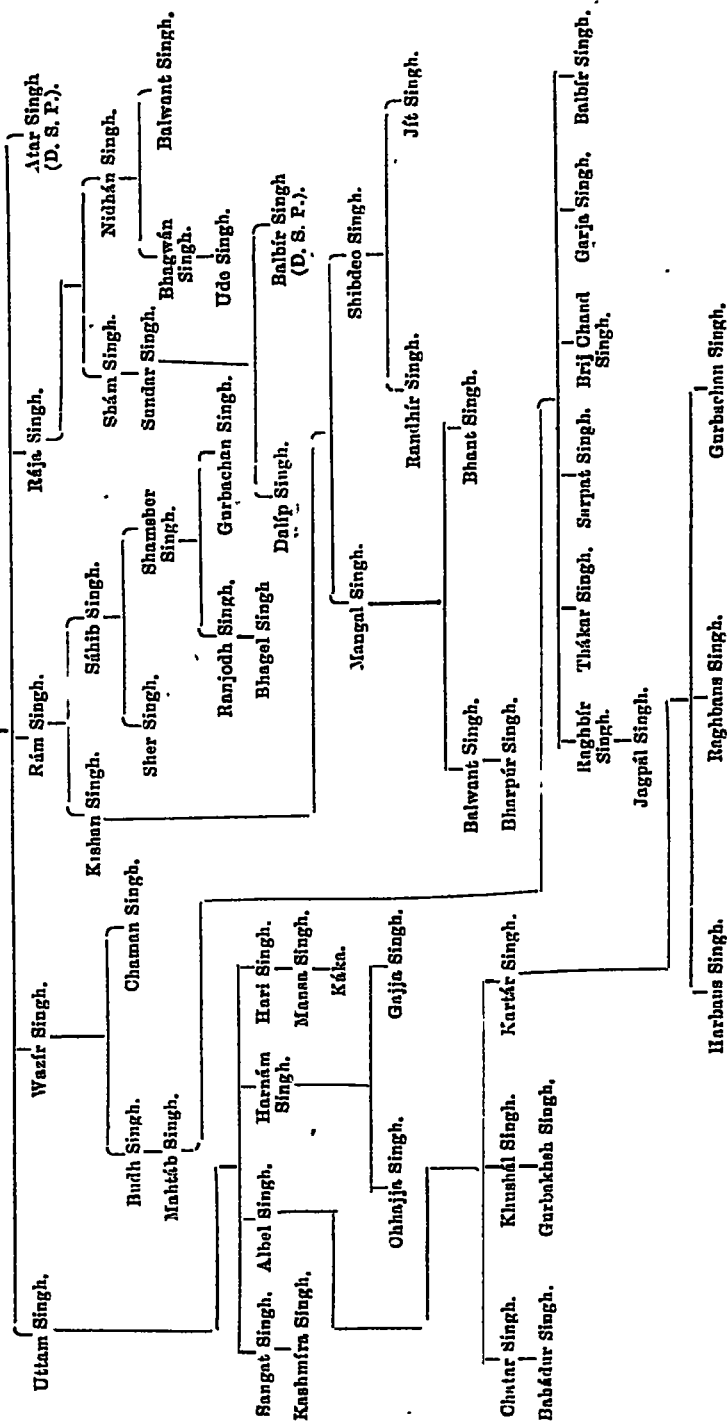 Uttam Singh.
Wazír Singh.
Rám Singh.
Rája Singh.
Atar Singh
(D. S. P.).
Budh Singh.
Chaman Singh.
Mahtáb Singh.
Kishan Singh.
Sáhib Singh.
Shám Singh.
Nidhán Singh.
Sundar Singh.
Sher Singh.
Shamsher
Singh.
Bhagwán
Singh.
Balwant Singh.
Udo Singh.
Ranjodh Singh.
Gurbachan Singh.
Bhagel Singh
Dalíp Singh.
Balbír Singh
(D. S. P.).
Sangat Singh.
Albel Singh.
Harnám
Singh.
Hari Singh.
Kashmíra Singh.
Mansa Singh.
Káka.
Mangal Singh.
Shibdeo Singh.
Chhajja Singh.
Gajja Singh.
Randhír Singh.
Jít Singh.
Balwant Singh.
Bhant Singh.
Bharpúr Singh.
Chatar Singh.
Khushál Singh.
Kartár Singh.
Bahádur Singh.
Gurbakhsh Singh.
Raghbír
Singh.
Thákar Singh.
Surpat Singh.
Brij Chand
Singh.
Garja Singh.
Balbír Singh.
Jagpál Singh.
Harbans Singh.
Raghbans Singh.
Gurbachan Singh.